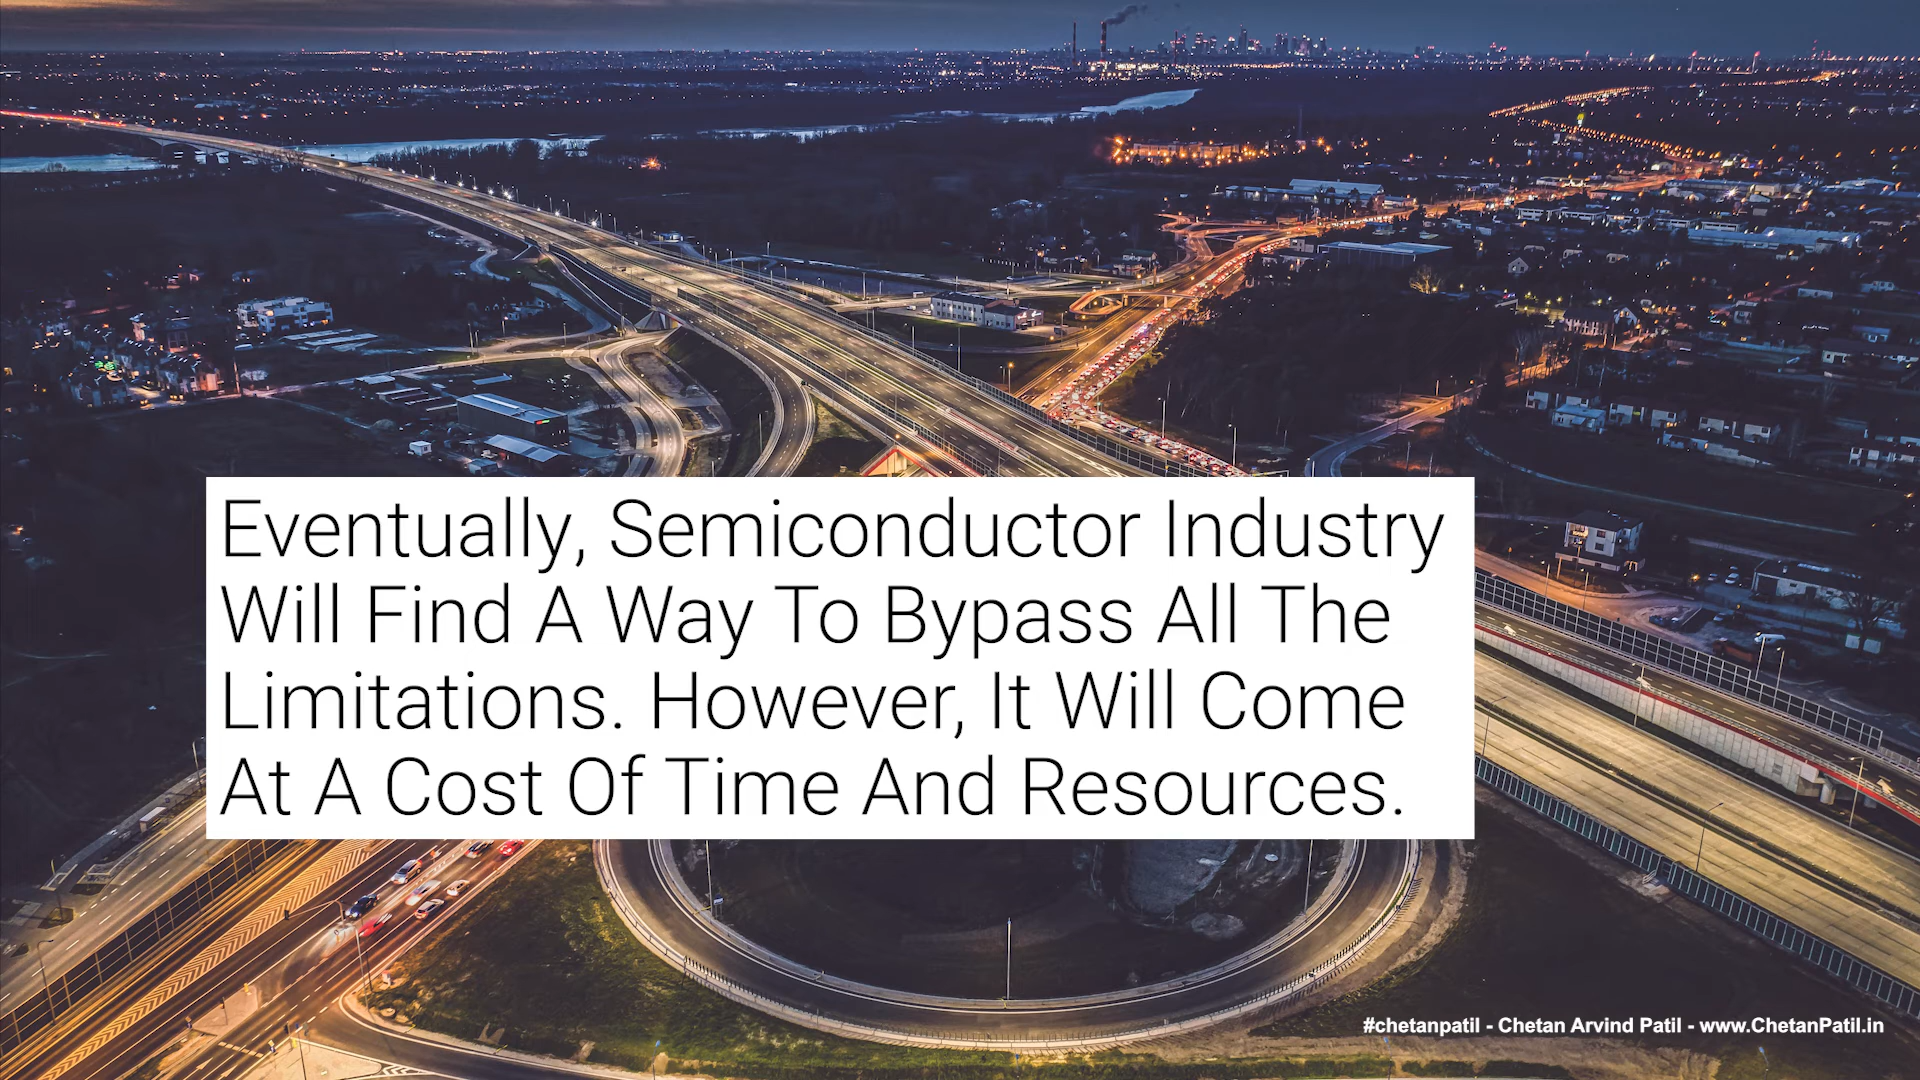 Eventually, Semiconductor Industry
Will Find A Way To Bypass All The
Limitations. However, It Will Come
At A Cost Of Time And Resources.
#chetanpatil - Chetan Arvind Patil - www.ChetanPatil.in